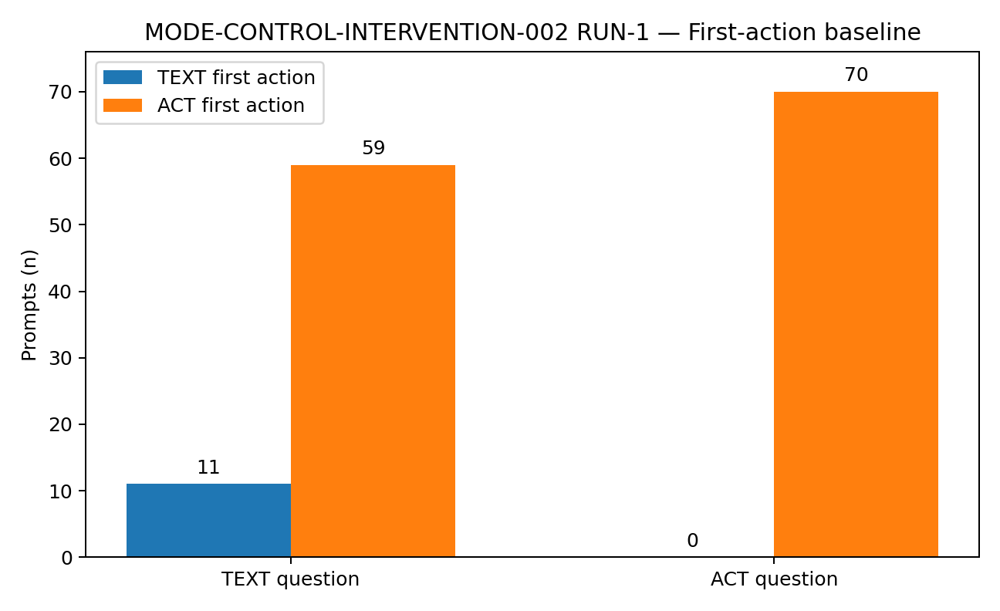 MODE-CONTROL-INTERVENTION-002 RUN-1 — First-action baseline
TEXT first action
ACT first action
Prompts (n)
70
60
50
40
30
20
10
0
11
59
0
70
TEXT question
ACT question